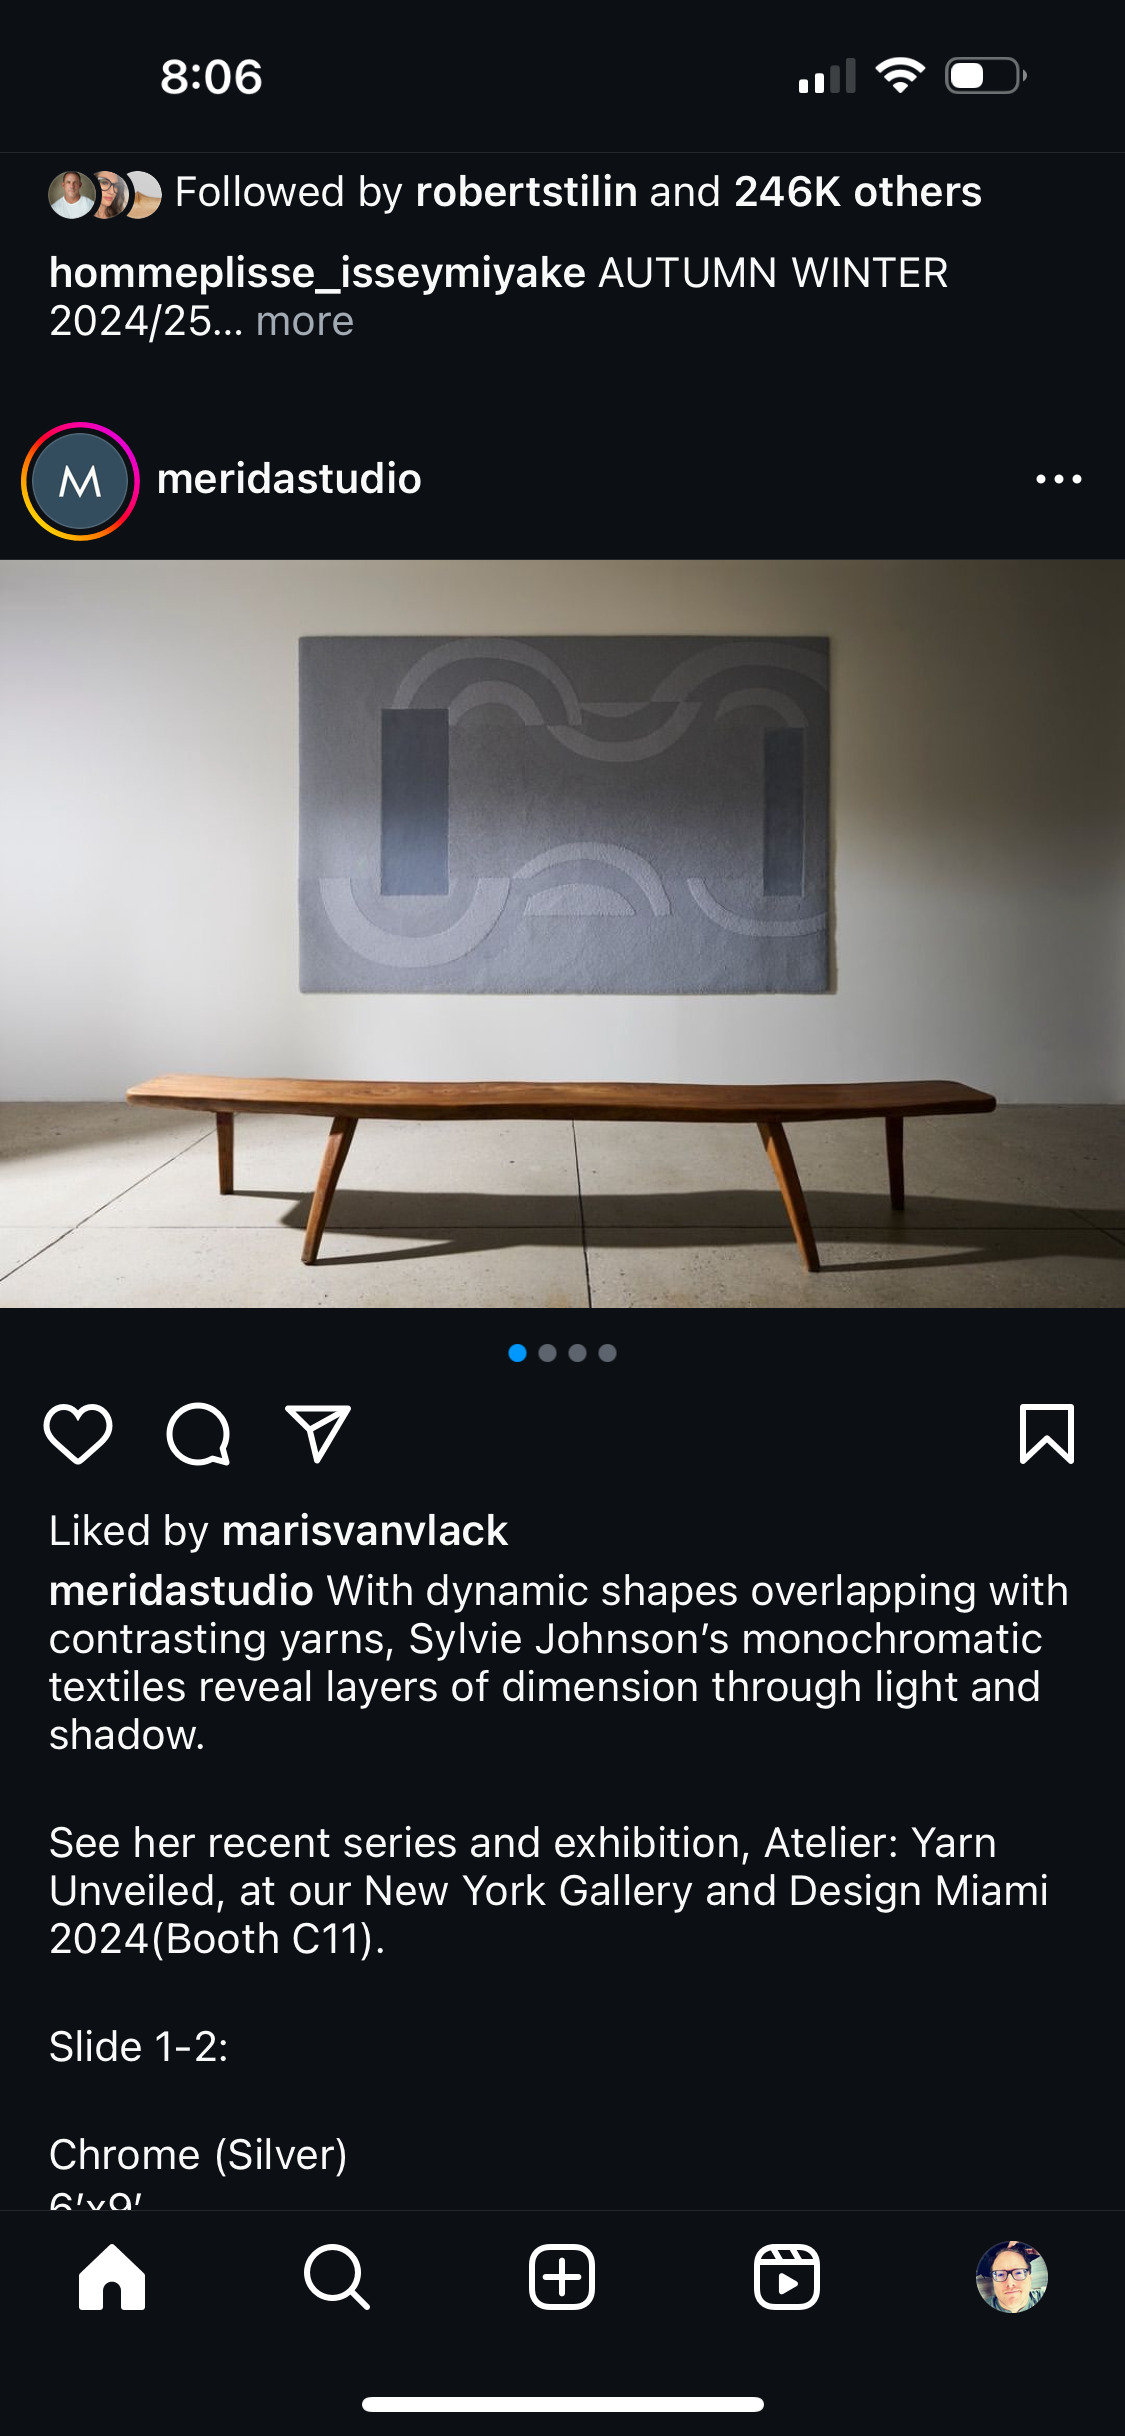 8:06
Followed by robertstilin and 246K others
hommeplisse_isseymiyake AUTUMN WINTER
2024/25... more
M
meridastudio
Liked by marisvanvlack
meridastudio With dynamic shapes overlapping with
contrasting yarns, Sylvie Johnson’s monochromatic
textiles reveal layers of dimension through light and
shadow.
See her recent series and exhibition, Atelier: Yarn
Unveiled, at our New York Gallery and Design Miami
2024(Booth C11).
Slide 1-2:
Chrome (Silver)
6’x9’